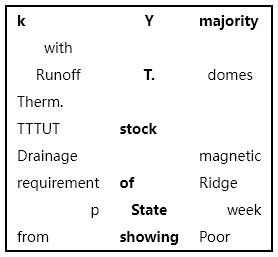 k Y majority
with
Runoff T. domes
Therm.
TTTUT stock
Drainage magnetic
requirement of Ridge
p State week
from showing Poor